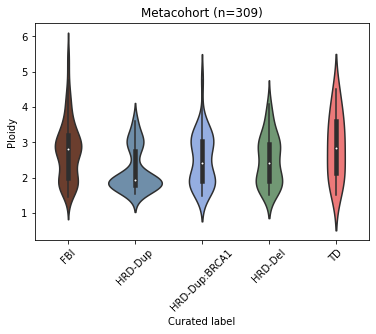 Metacohort (n=309)
Ploidy
6
5
4
3
2
1
FBI
HRD-Dup
HRD-Dup:BRCA1
HRD-Del
TD
Curated label